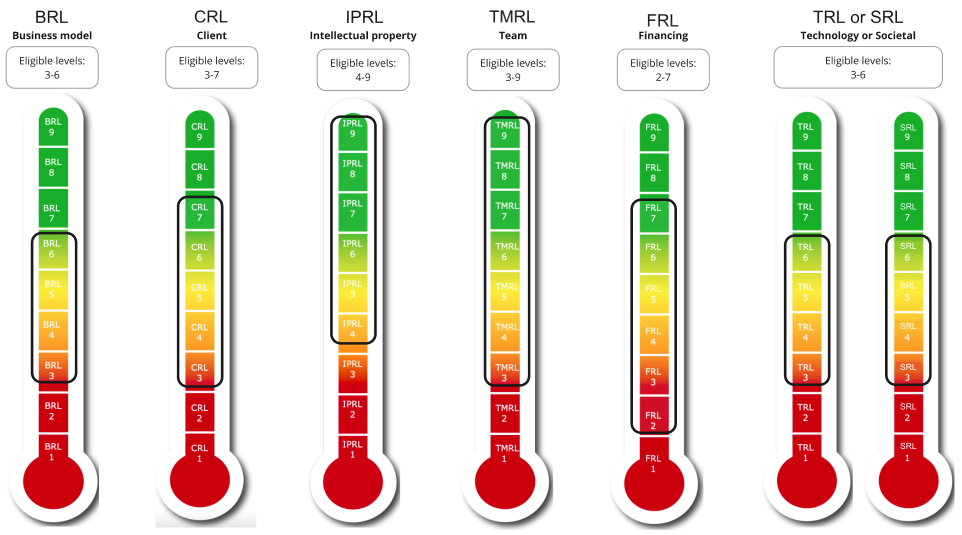 BRL
Business model
Eligible levels:
3-6
BRL
9
BRL
8
BRL
7
BRL
6
BRL
5
BRL
4
BRL
3
BRL
2
BRL
1
CRL
Client
Eligible levels:
3-7
CRL
9
CRL
8
CRL
7
CRL
6
CRL
5
CRL
4
CRL
3
CRL
2
CRL
1
IPRL
Intellectual property
Eligible levels:
4-9
IPRL
9
IPRL
8
IPRL
7
IPRL
6
IPRL
5
IPRL
4
IPRL
3
IPRL
2
IPRL
1
TMRL
Team
Eligible levels:
3-9
TMRL
9
TMRL
8
TMRL
7
TMRL
6
TMRL
5
TMRL
4
TMRL
3
TMRL
2
TMRL
1
FRL
Financing
Eligible levels:
2-7
FRL
9
FRL
8
FRL
7
FRL
6
FRL
5
FRL
4
FRL
3
FRL
2
FRL
1
TRL or SRL
Technology or Societal
Eligible levels:
3-6
TRL
9
TRL
8
TRL
7
TRL
6
TRL
5
TRL
4
TRL
3
TRL
2
TRL
1
SRL
9
SRL
8
SRL
7
SRL
6
SRL
5
SRL
4
SRL
3
SRL
2
SRL
1